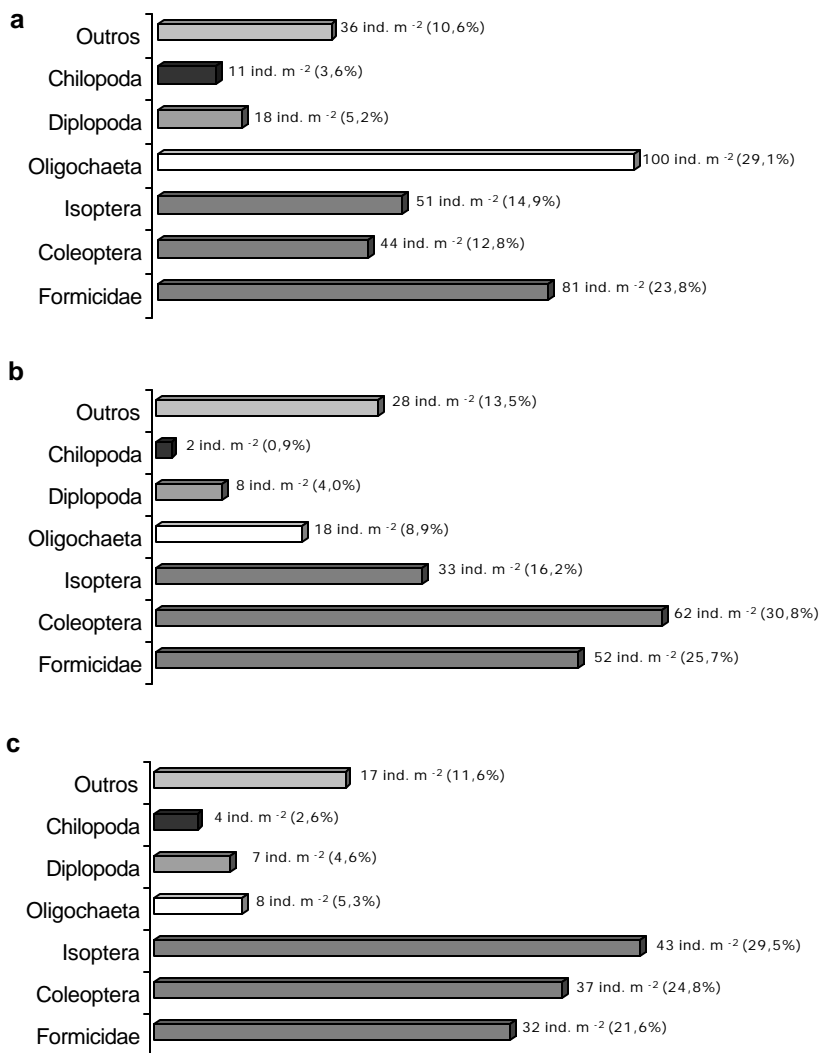 a
Outros 36 ind. m -2 (10,6%)
Chilopoda 11 ind. m -2 (3,6%)
Diplopoda 18 ind. m -2 (5,2%)
Oligochaeta 100 ind. m -2 (29,1%)
Isoptera 51 ind. m -2 (14,9%)
Coleoptera 44 ind. m -2 (12,8%)
Formicidae 81 ind. m -2 (23,8%)
b
Outros 28 ind. m -2 (13,5%)
Chilopoda 2 ind. m -2 (0,9%)
Diplopoda 8 ind. m -2 (4,0%)
Oligochaeta 18 ind. m -2 (8,9%)
Isoptera 33 ind. m -2 (16,2%)
Coleoptera 62 ind. m -2 (30,8%)
Formicidae 52 ind. m -2 (25,7%)
c
Outros 17 ind. m -2 (11,6%)
Chilopoda 4 ind. m -2 (2,6%)
Diplopoda 7 ind. m -2 (4,6%)
Oligochaeta 8 ind. m -2 (5,3%)
Isoptera 43 ind. m -2 (29,5%)
Coleoptera 37 ind. m -2 (24,8%)
Formicidae 32 ind. m -2 (21,6%)